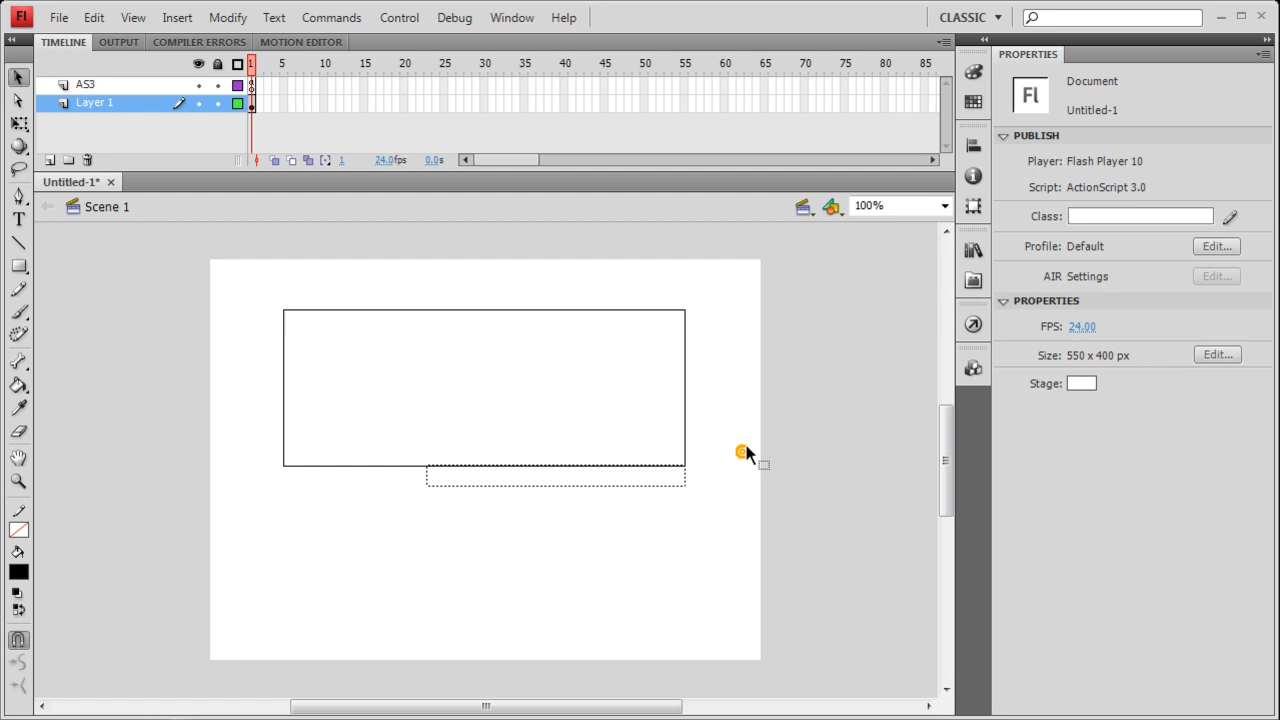 Fl File Edit View Insert Modify Text Commands Control Debug Window Help CLASSIC
TIMELINE OUTPUT COMPILER ERRORS MOTION EDITOR
PROPERTIES
1 10 15 20 25 30 35 40 45 50 55 60 65 70 75 80 85
AS3
Layer 1
Fl
Document
Untitled-1
PUBLISH
1 24.0fps 0.0s
Player: Flash Player 10
Untitled-1*
Script: ActionScript 3.0
Scene 1
100%
Class:
Profile: Default Edit...
AIR Settings Edit...
PROPERTIES
FPS: 24.00
Size: 550 x 400 px Edit...
Stage: